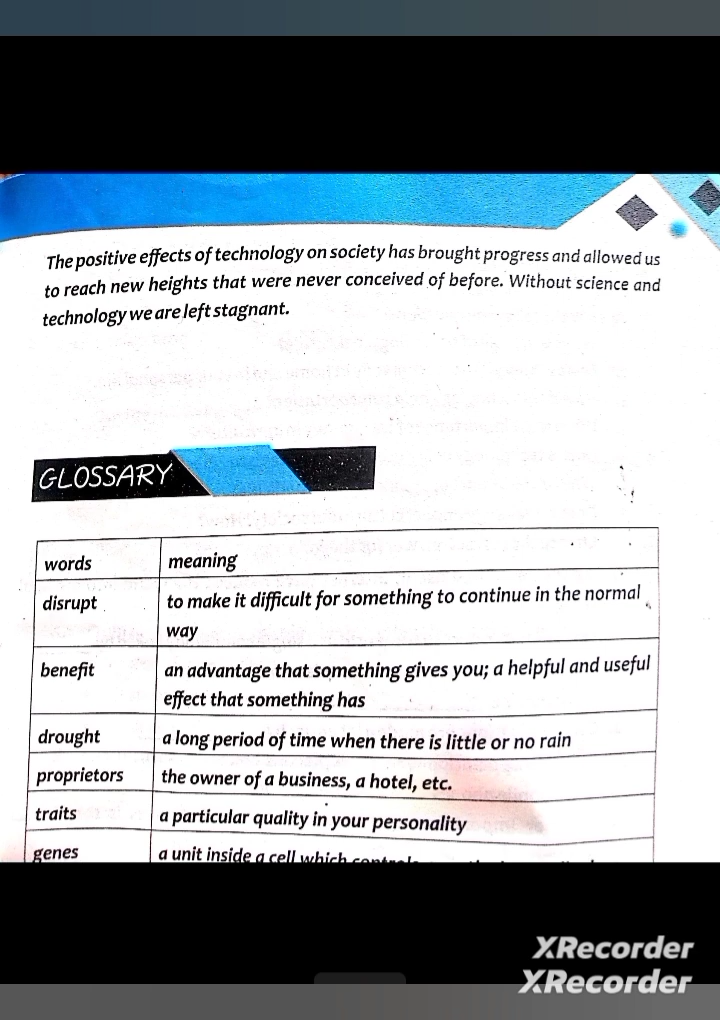 The positive effects of technology on society has brought progress and allowed us
to reach new heights that were never conceived of before. Without science and
technology we are left stagnant.
GLOSSARY
words meaning
disrupt to make it difficult for something to continue in the normal
way
benefit an advantage that something gives you; a helpful and useful
effect that something has
drought a long period of time when there is little or no rain
proprietors the owner of a business, a hotel, etc.
traits a particular quality in your personality
genes a unit inside a cell which
XRecorder
XRecorder